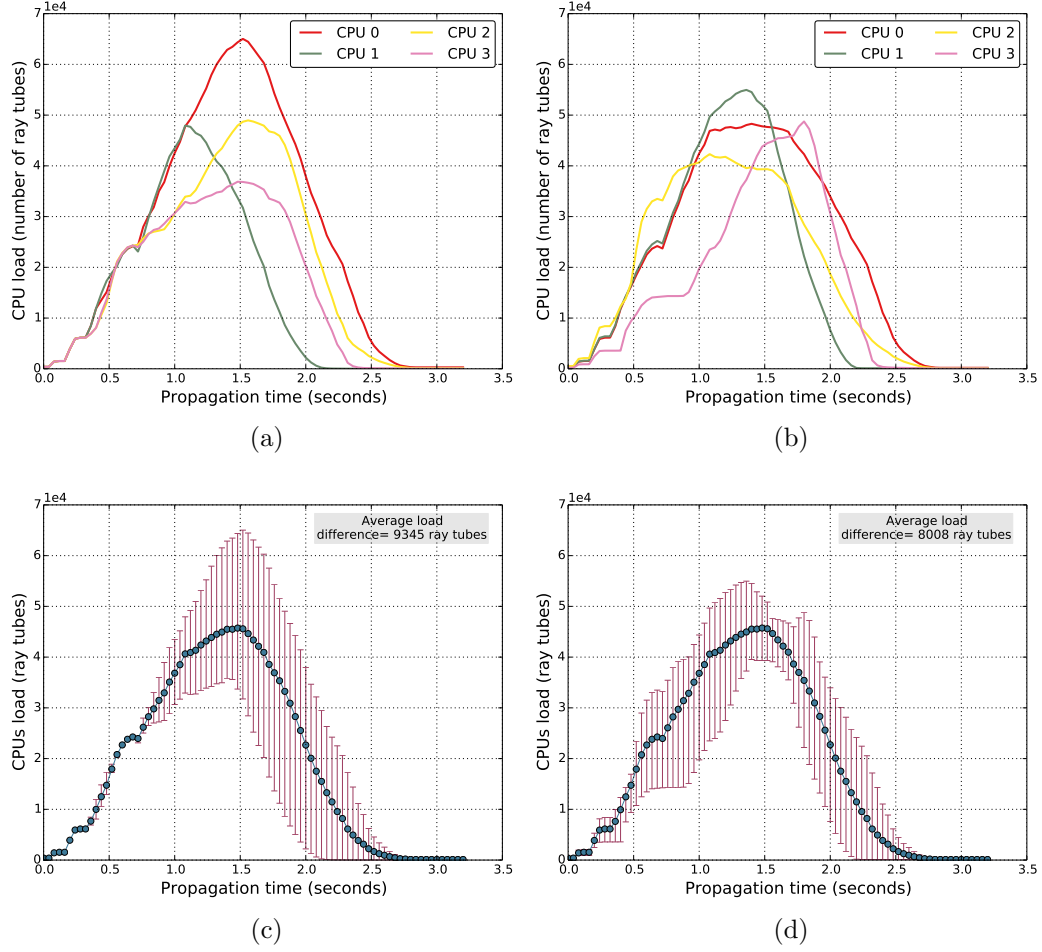 1e4
7
6
5
4
3
2
1
0
CPU load (number of ray tubes)
CPU 0 CPU 2
CPU 1 CPU 3
0.0 0.5 1.0 1.5 2.0 2.5 3.0 3.5
Propagation time (seconds)
(a)
1e4
7
6
5
4
3
2
1
0
CPU load (number of ray tubes)
CPU 0 CPU 2
CPU 1 CPU 3
0.0 0.5 1.0 1.5 2.0 2.5 3.0 3.5
Propagation time (seconds)
(b)
1e4
7
6
5
4
3
2
1
0
CPUs load (ray tubes)
Average load
difference= 9345 ray tubes
0.0 0.5 1.0 1.5 2.0 2.5 3.0 3.5
Propagation time (seconds)
(c)
1e4
7
6
5
4
3
2
1
0
CPUs load (ray tubes)
Average load
difference= 8008 ray tubes
0.0 0.5 1.0 1.5 2.0 2.5 3.0 3.5
Propagation time (seconds)
(d)